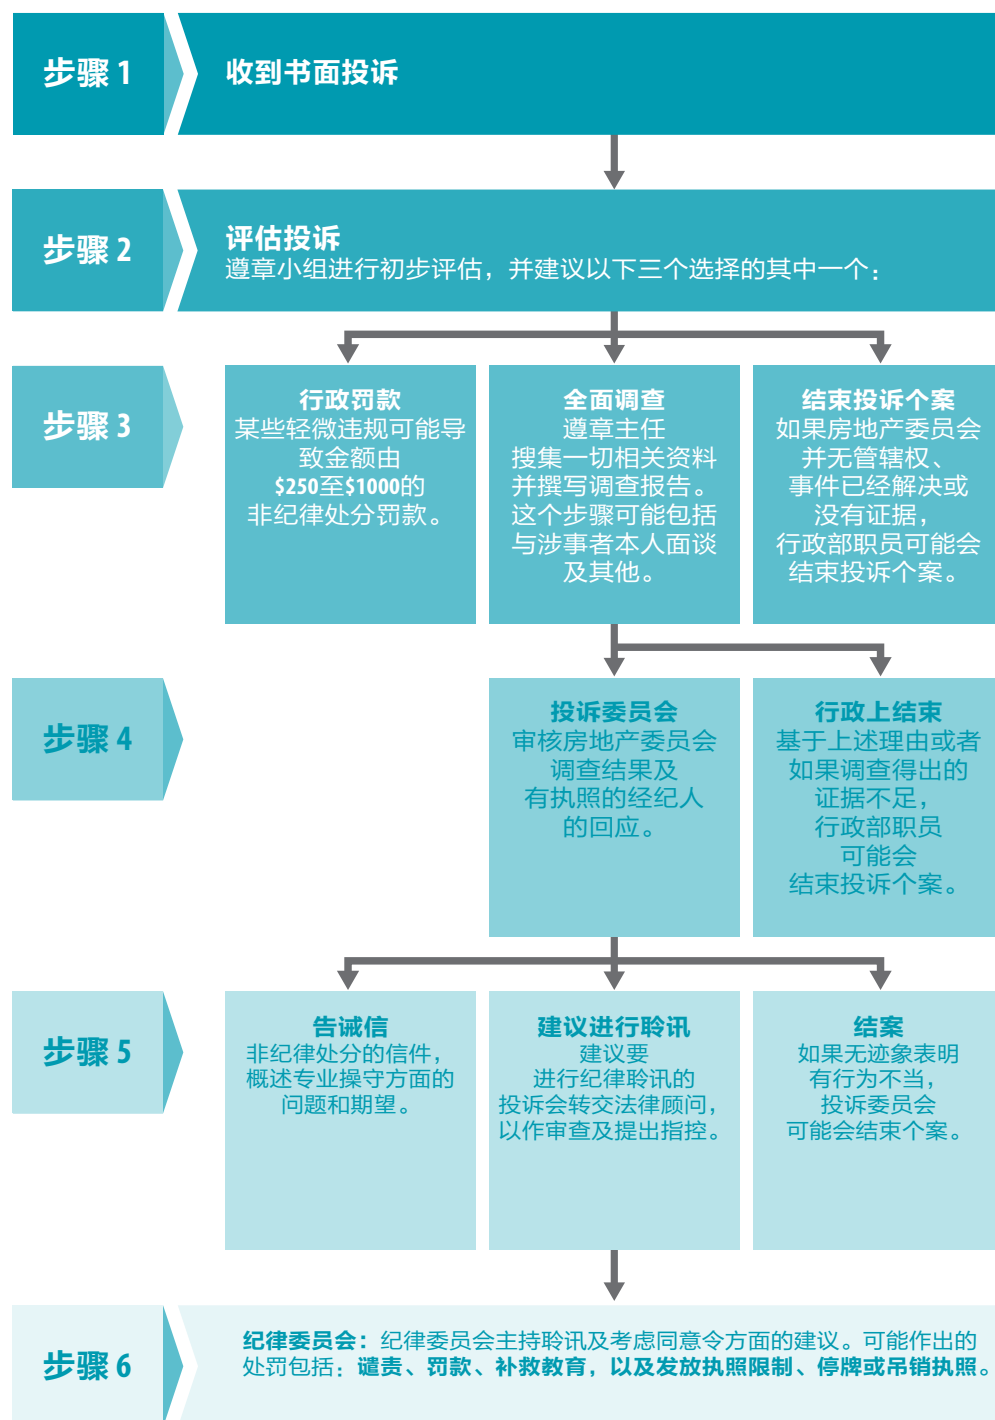 步骤 1
收到书面投诉
步骤 2
评估投诉
遵章小组进行初步评估，并建议以下三个选择的其中一个：
步骤 3
行政罚款
某些轻微违规可能导
致金额由
$250至$1000的
非纪律处分罚款。
全面调查
遵章主任
搜集一切相关资料
并撰写调查报告。
这个步骤可能包括
与涉事者本人面谈
及其他。
结束投诉个案
如果房地产委员会
并无管辖权、
事件已经解决或
没有证据，
行政部职员可能会
结束投诉个案。
步骤 4
投诉委员会
审核房地产委员会
调查结果及
有执照的经纪人
的回应。
行政上结束
基于上述理由或者
如果调查得出的
证据不足，
行政部职员
可能会
结束投诉个案。
步骤 5
告诫信
非纪律处分的信件，
概述专业操守方面的
问题和期望。
建议进行聆讯
建议要
进行纪律聆讯的
投诉会转交法律顾问，
以作审查及提出指控。
结案
如果无迹象表明
有行为不当，
投诉委员会
可能会结束个案。
步骤 6
纪律委员会：纪律委员会主持聆讯及考虑同意令方面的建议。可能作出的
处罚包括：谴责、罚款、补救教育，以及发放执照限制、停牌或吊销执照。